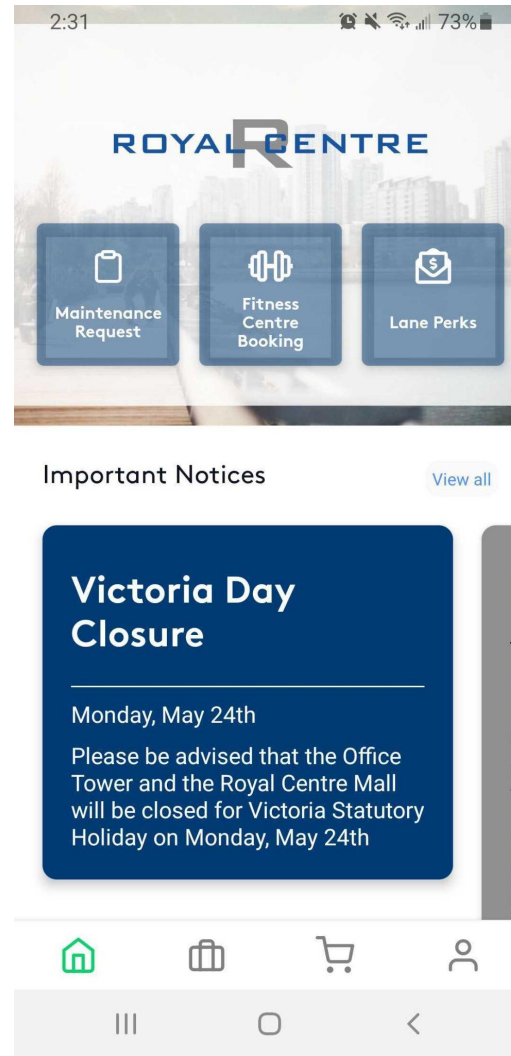 2:31
73%
ROYAL CENTRE
R
Maintenance
Request
Fitness
Centre
Booking
$
Lane Perks
Important Notices
View all
Victoria Day
Closure
Monday, May 24th
Please be advised that the Office
Tower and the Royal Centre Mall
will be closed for Victoria Statutory
Holiday on Monday, May 24th